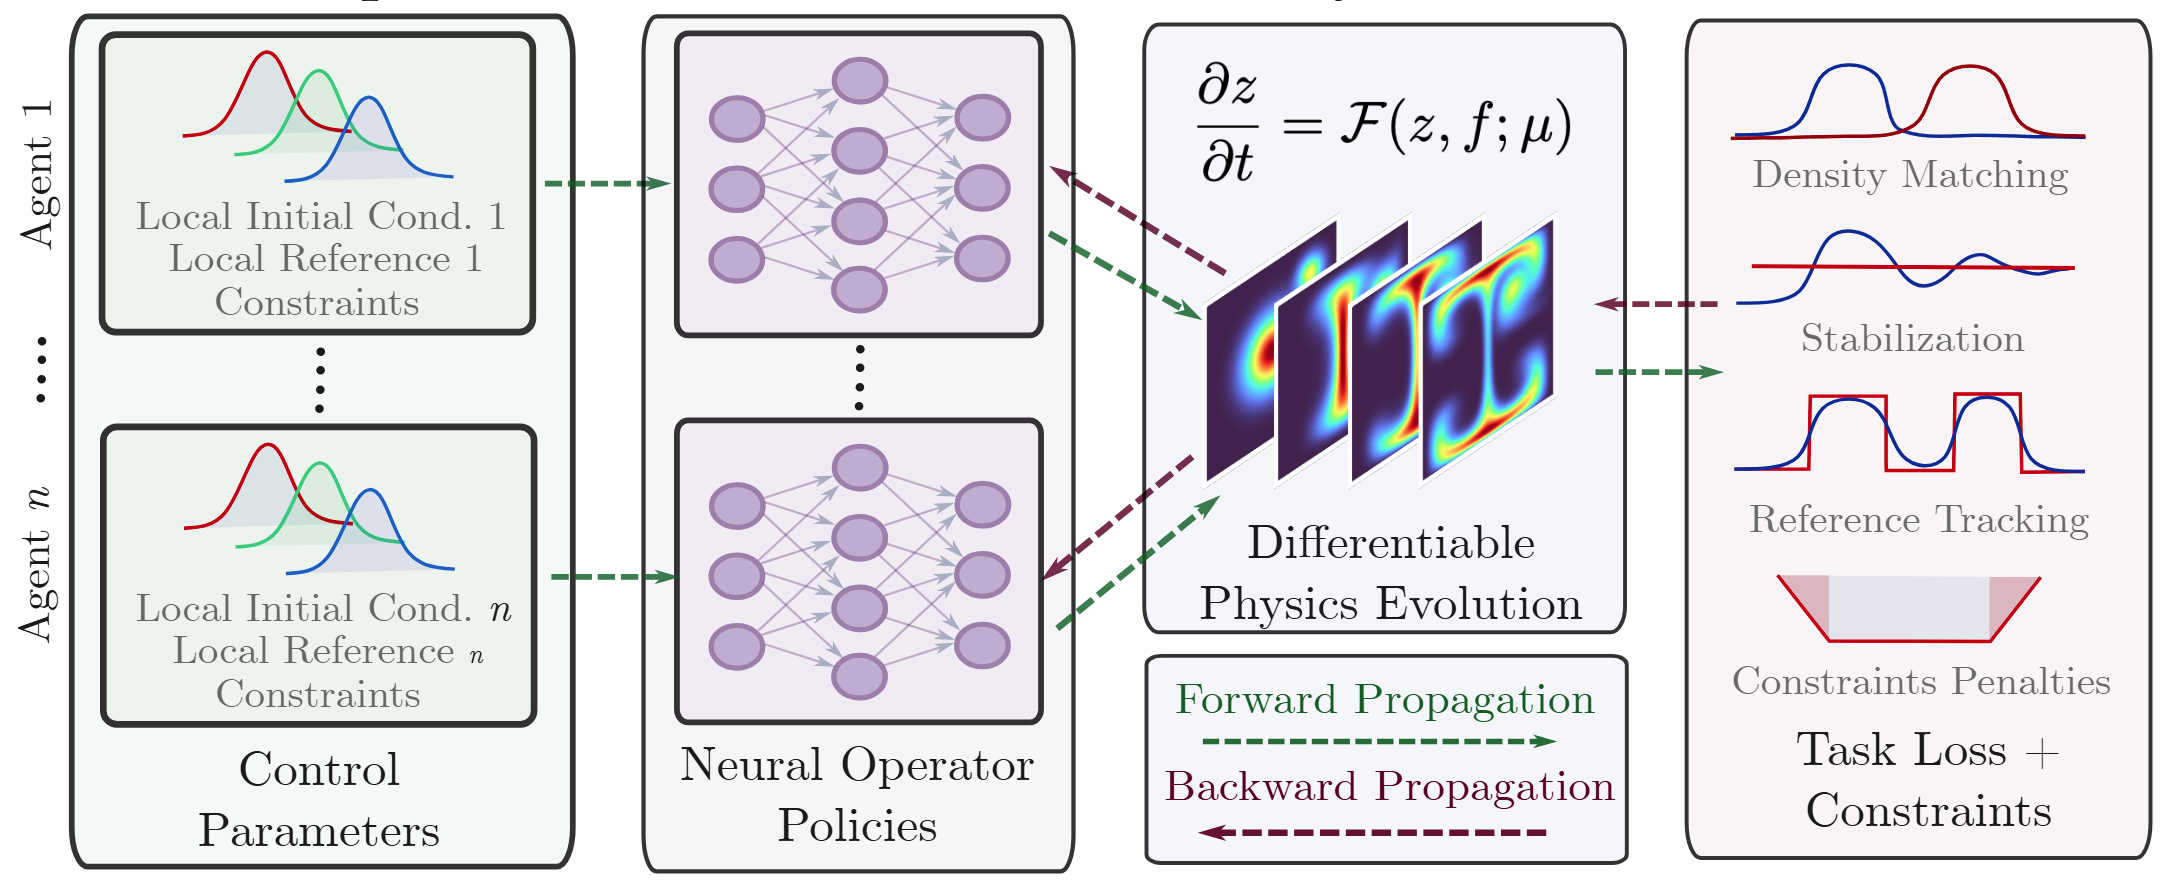 Agent 1
Local Initial Cond. 1
Local Reference 1
Constraints
Agent n
Local Initial Cond. n
Local Reference n
Constraints
Control
Parameters
Neural Operator
Policies
∂z/∂t = ℱ(z, f; μ)
Differentiable
Physics Evolution
Forward Propagation
Backward Propagation
Density Matching
Stabilization
Reference Tracking
Constraints Penalties
Task Loss +
Constraints